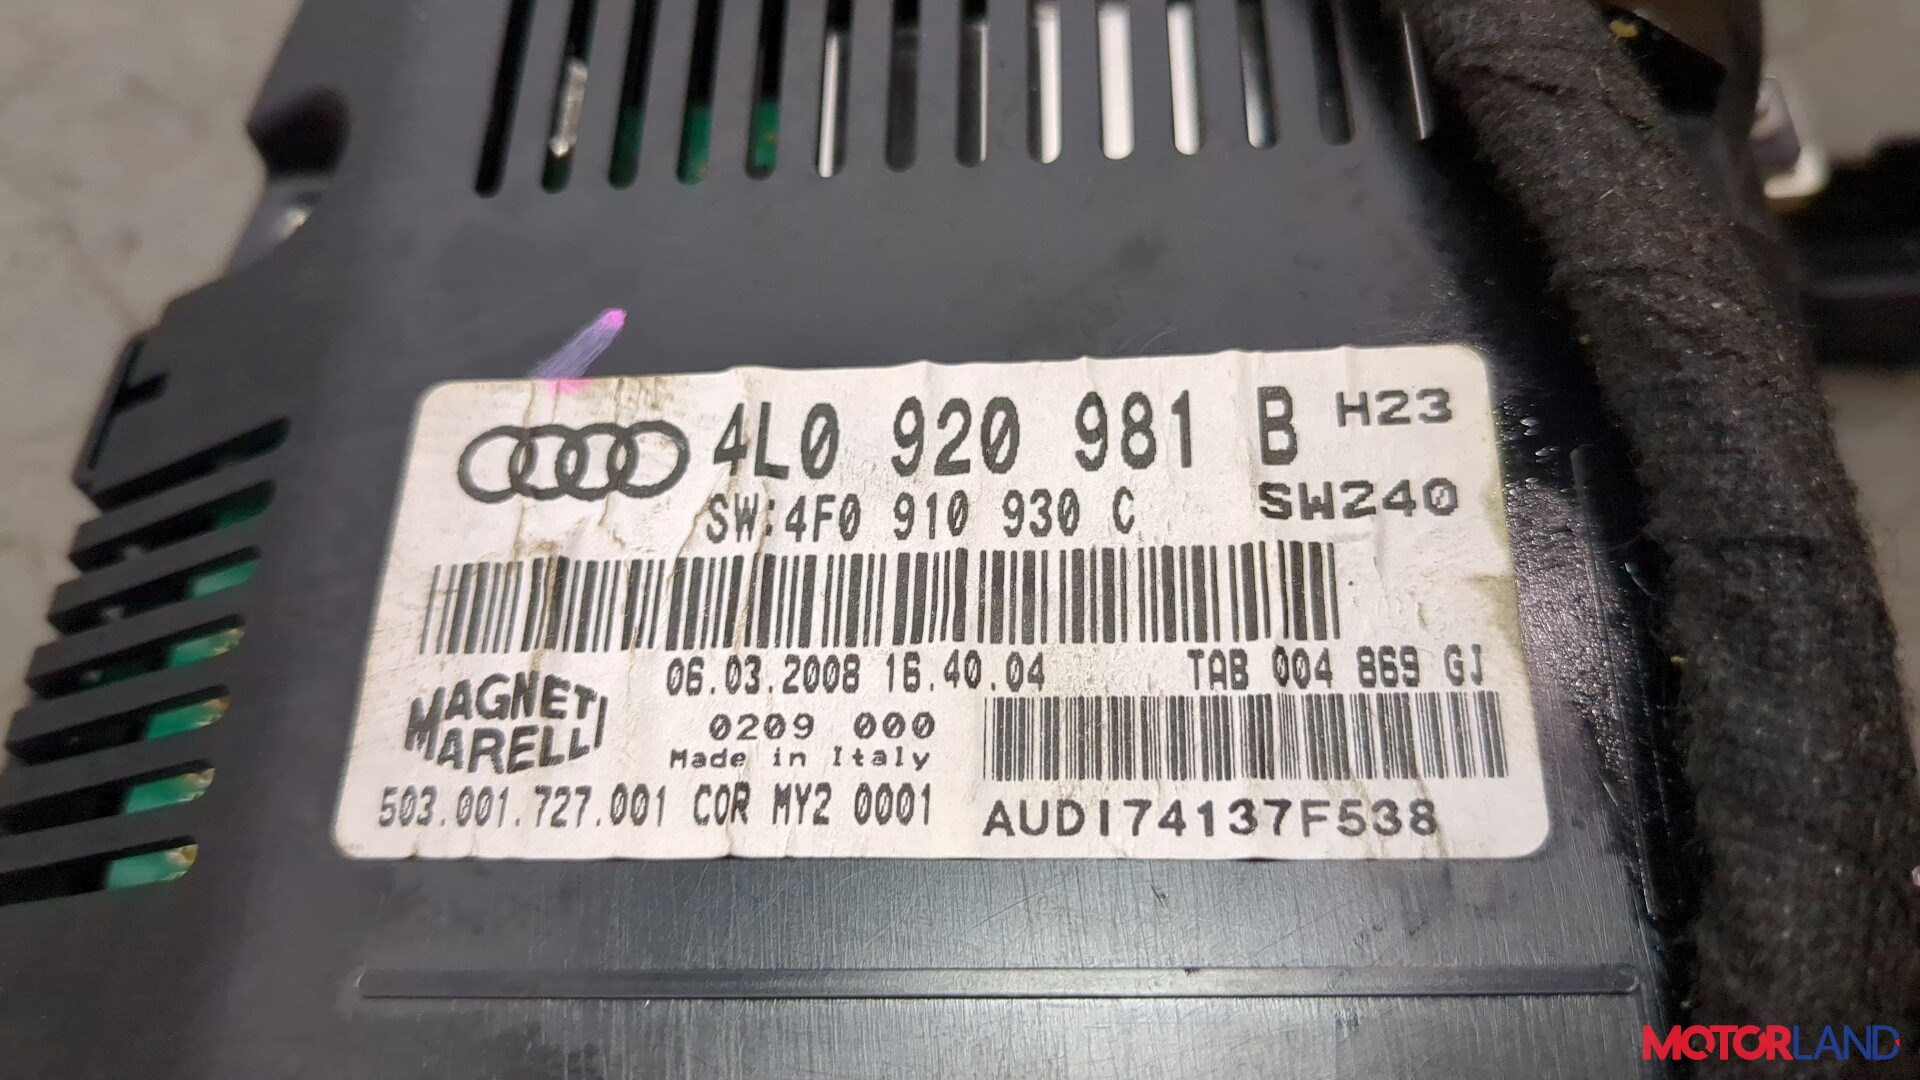 4L0 920 981 B H23
SW:4F0 910 930 C SW240
06.03.2008 16.40.04 TAB 004 869 GJ
MAGNETI
MARELLI
0209 000
Made in Italy
503.001.727.001 COR MY2 0001
AUDI74137F538
MOTORLAND